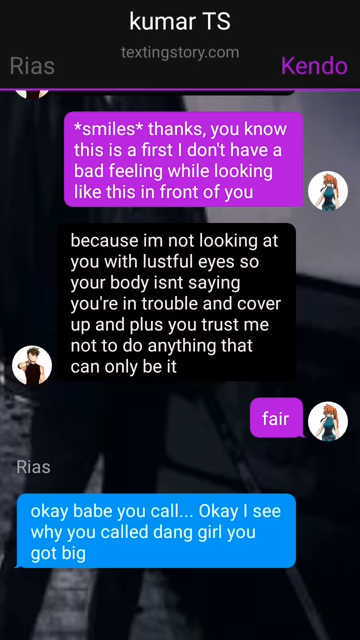 kumar TS
textingstory.com
Rias
Kendo
*smiles* thanks, you know
this is a first I don't have a
bad feeling while looking
like this in front of you
because im not looking at
you with lustful eyes so
your body isnt saying
you're in trouble and cover
up and plus you trust me
not to do anything that
can only be it
fair
Rias
okay babe you call... Okay I see
why you called dang girl you
got big